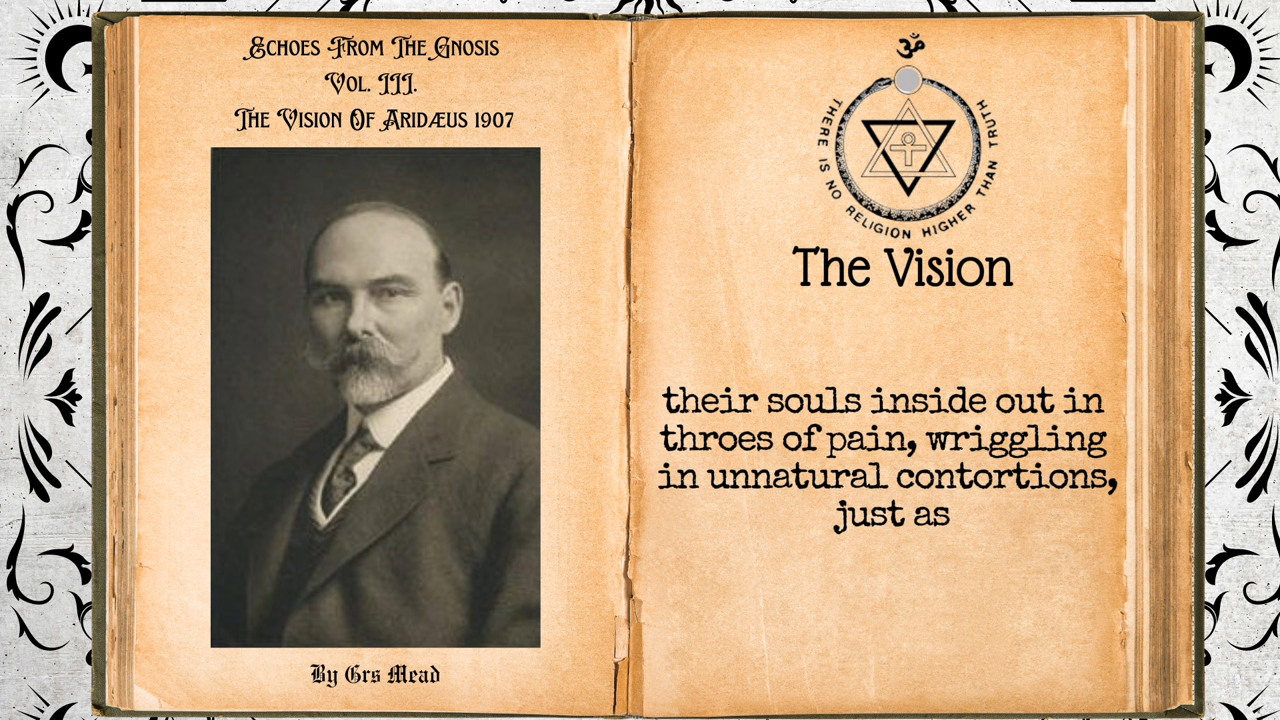 Echoes From The Gnosis
Vol. III.
The Vision Of Aridæus 1907
By Grs Mead
ॐ
THERE IS NO RELIGION HIGHER THAN TRUTH
The Vision
their souls inside out in
throes of pain, wriggling
in unnatural contortions,
just as